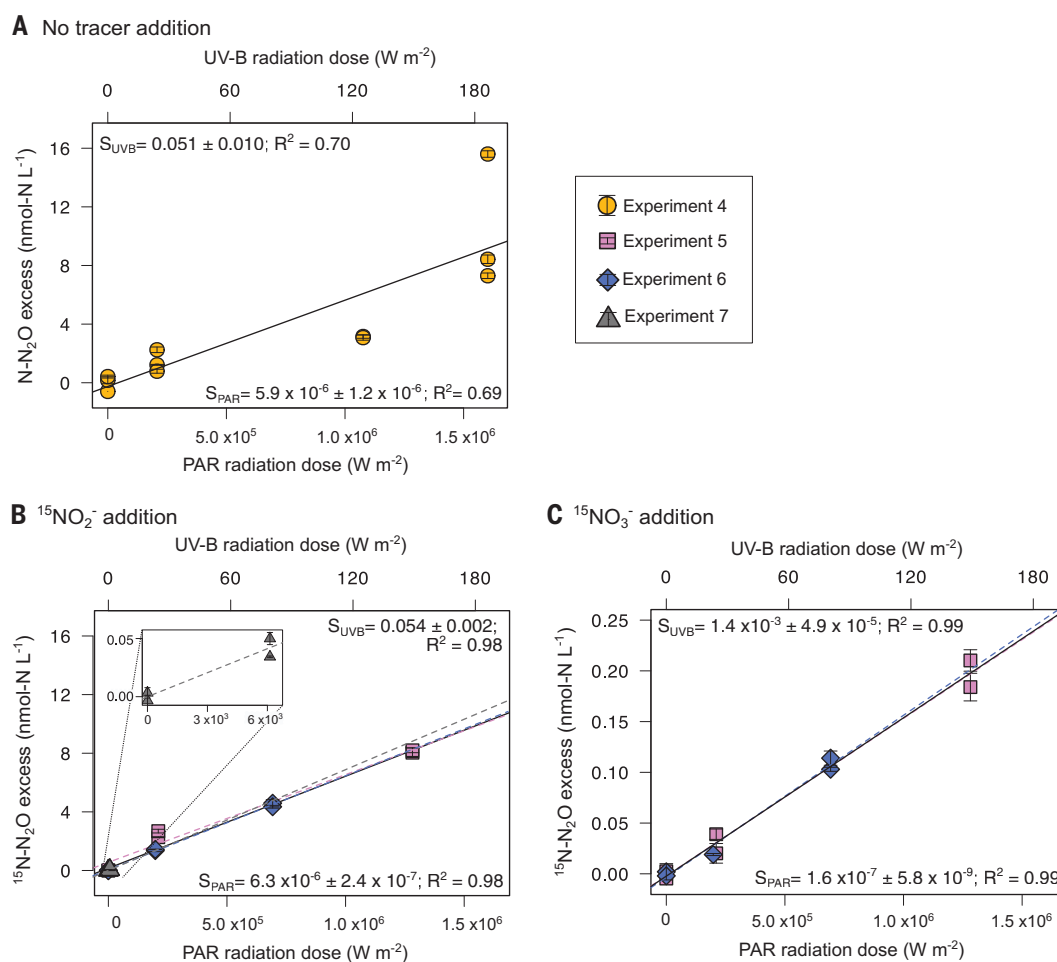 A No tracer addition
UV-B radiation dose (W m⁻²)
0 60 120 180
S_UVB= 0.051 ± 0.010; R² = 0.70
N-N₂O excess (nmol-N L⁻¹)
16
12
8
4
0
S_PAR= 5.9 x 10⁻⁶ ± 1.2 x 10⁻⁶; R²= 0.69
0 5.0 x10⁵ 1.0 x10⁶ 1.5 x10⁶
PAR radiation dose (W m⁻²)
Experiment 4
Experiment 5
Experiment 6
Experiment 7
B ¹⁵NO₂⁻ addition
UV-B radiation dose (W m⁻²)
0 60 120 180
S_UVB= 0.054 ± 0.002;
R² = 0.98
¹⁵N-N₂O excess (nmol-N L⁻¹)
16
12
8
4
0
0.05
0.00
0 3 x10³ 6 x10³
S_PAR= 6.3 x10⁻⁶ ± 2.4 x 10⁻⁷; R² = 0.98
0 5.0 x10⁵ 1.0 x10⁶ 1.5 x10⁶
PAR radiation dose (W m⁻²)
C ¹⁵NO₃⁻ addition
UV-B radiation dose (W m⁻²)
0 60 120 180
S_UVB= 1.4 x10⁻³ ± 4.9 x 10⁻⁵; R² = 0.99
¹⁵N-N₂O excess (nmol-N L⁻¹)
0.25
0.20
0.15
0.10
0.05
0.00
S_PAR= 1.6 x10⁻⁷ ± 5.8 x 10⁻⁹; R² = 0.99
0 5.0 x10⁵ 1.0 x10⁶ 1.5 x10⁶
PAR radiation dose (W m⁻²)